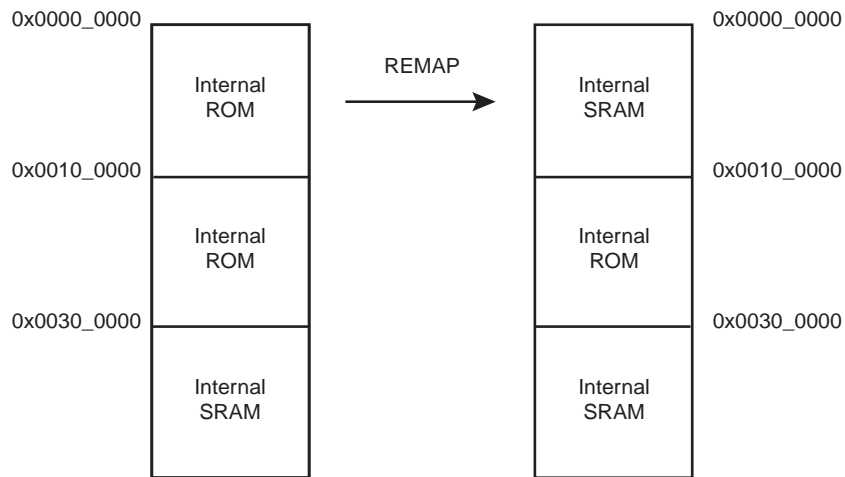 0x0000_0000
0x0000_0000
Internal
ROM
REMAP
Internal
SRAM
0x0010_0000
0x0010_0000
Internal
ROM
Internal
ROM
0x0030_0000
0x0030_0000
Internal
SRAM
Internal
SRAM